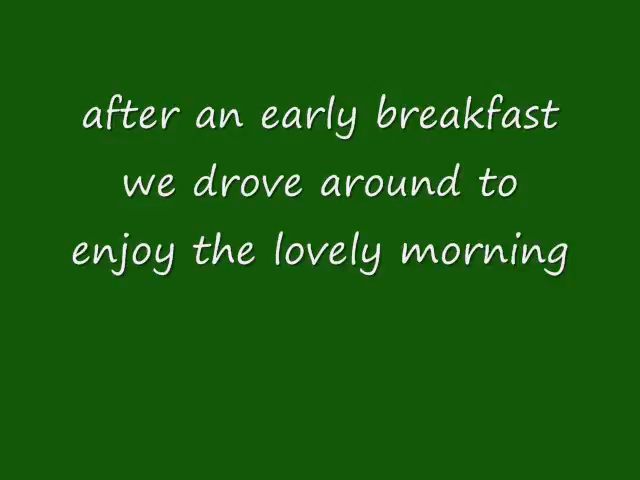 after an early breakfast
we drove around to
enjoy the lovely morning